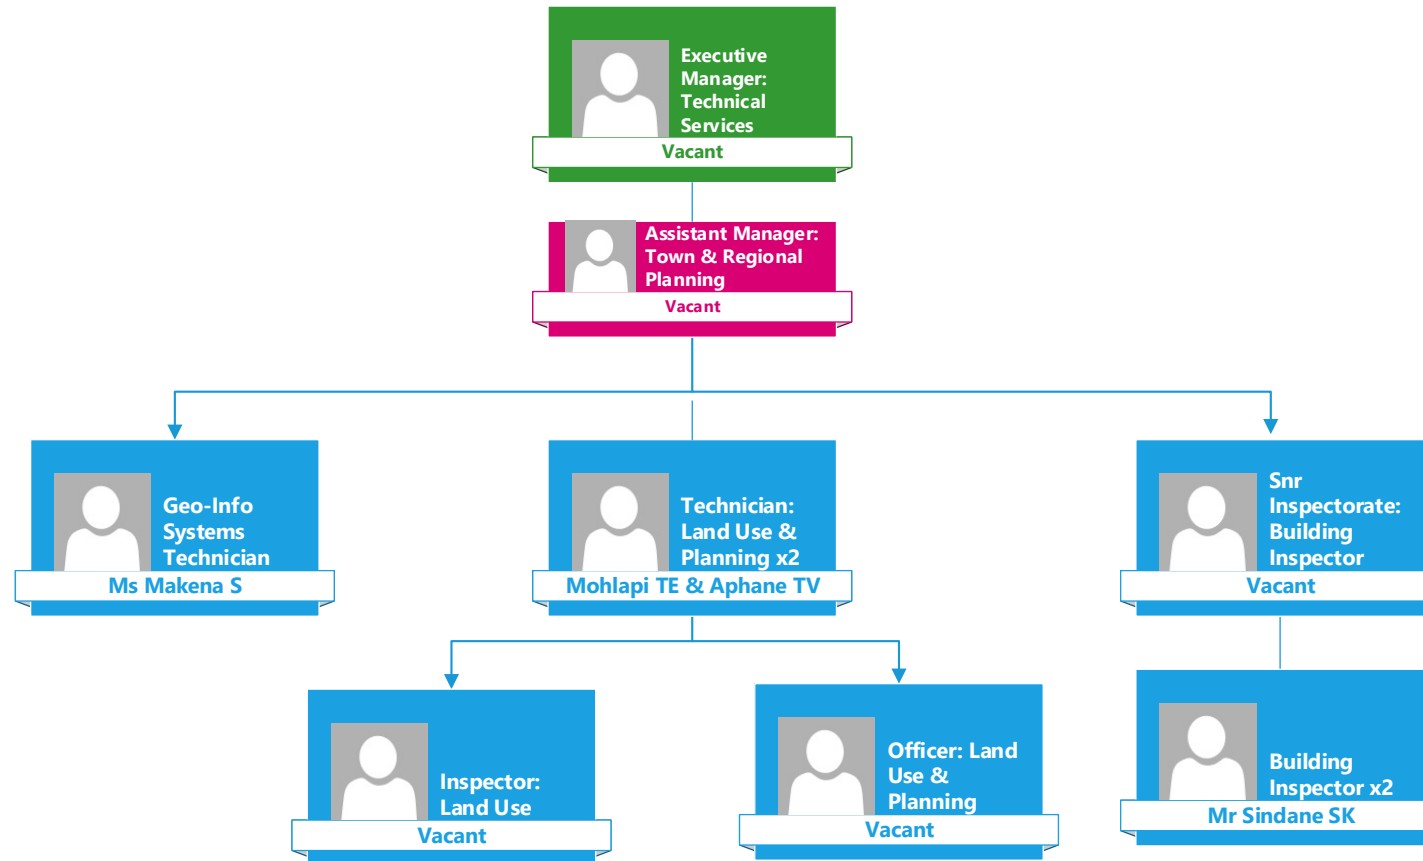 Executive
Manager:
Technical
Services
Vacant
Assistant Manager:
Town & Regional
Planning
Vacant
Geo-Info
Systems
Technician
Ms Makena S
Technician:
Land Use &
Planning x2
Mohlapi TE & Aphane TV
Snr
Inspectorate:
Building
Inspector
Vacant
Inspector:
Land Use
Vacant
Officer: Land
Use &
Planning
Vacant
Building
Inspector x2
Mr Sindane SK